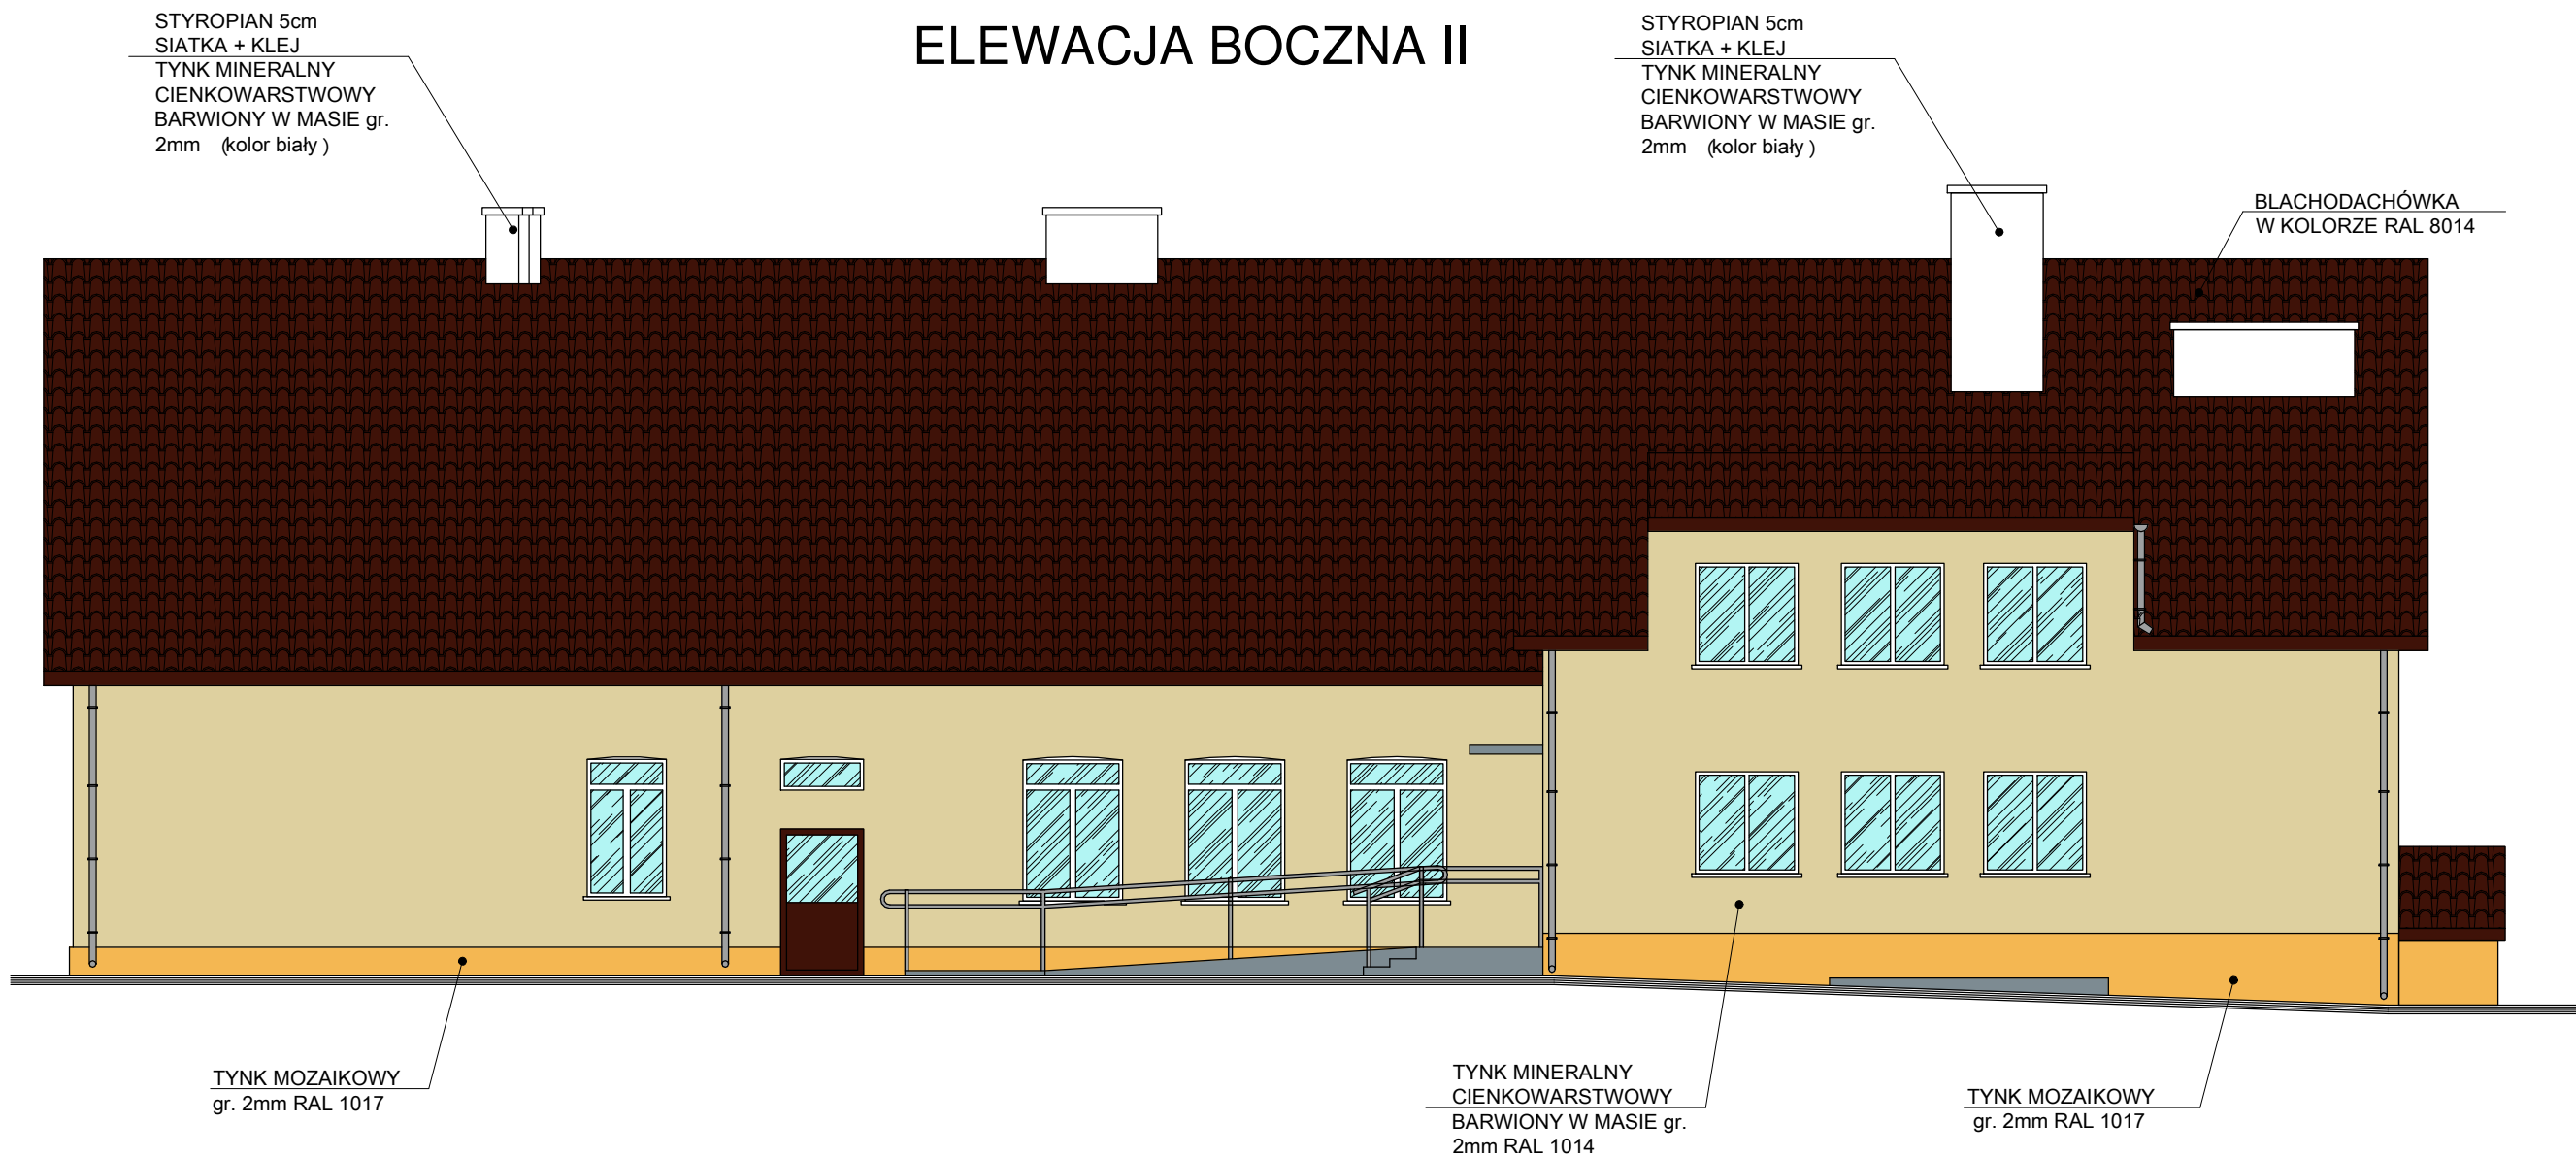 ELEWACJA BOCZNA II
STYROPIAN 5cm
SIATKA + KLEJ
TYNK MINERALNY
CIENKOWARSTWOWY
BARWIONY W MASIE gr.
2mm (kolor biały )
STYROPIAN 5cm
SIATKA + KLEJ
TYNK MINERALNY
CIENKOWARSTWOWY
BARWIONY W MASIE gr.
2mm (kolor biały )
BLACHODACHÓWKA
W KOLORZE RAL 8014
TYNK MOZAIKOWY
gr. 2mm RAL 1017
TYNK MINERALNY
CIENKOWARSTWOWY
BARWIONY W MASIE gr.
2mm RAL 1014
TYNK MOZAIKOWY
gr. 2mm RAL 1017